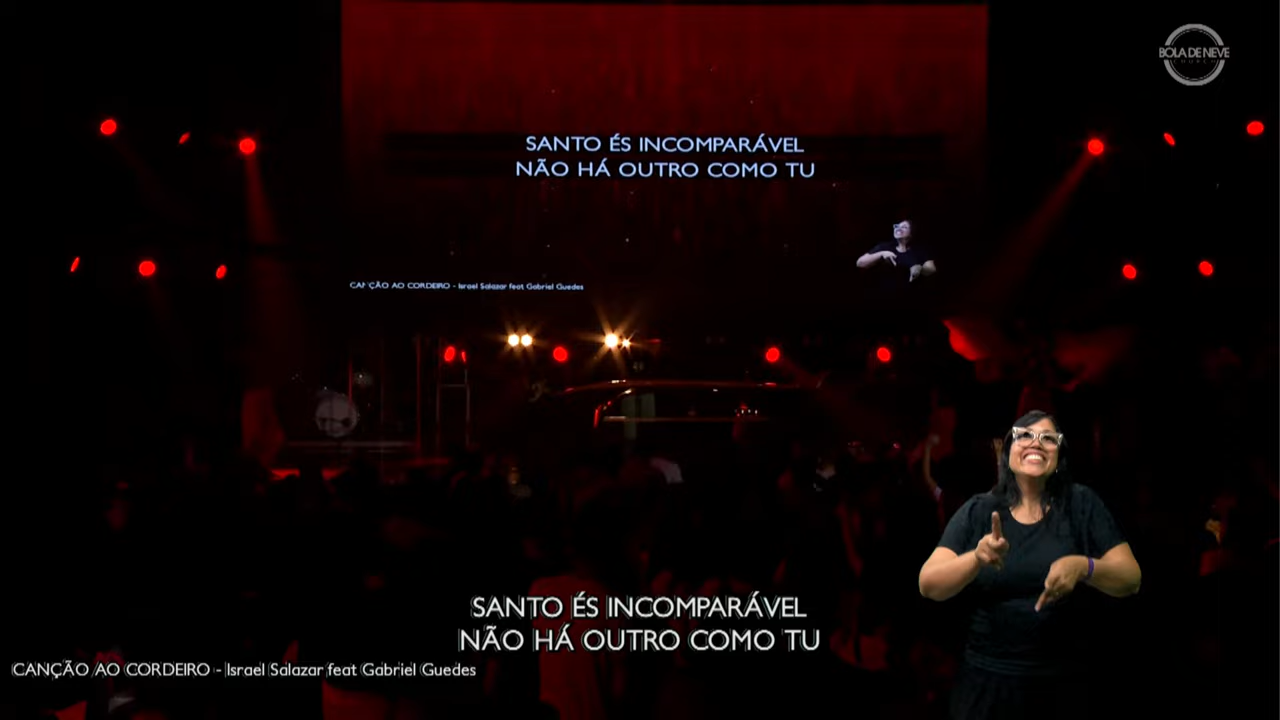 BOLA DE NEVE
CHURCH
SANTO ÉS INCOMPARÁVEL
NÃO HÁ OUTRO COMO TU
CANÇÃO AO CORDEIRO - Israel Salazar feat Gabriel Guedes
SANTO ÉS INCOMPARÁVEL
NÃO HÁ OUTRO COMO TU
CANÇÃO AO CORDEIRO - Israel Salazar feat Gabriel Guedes